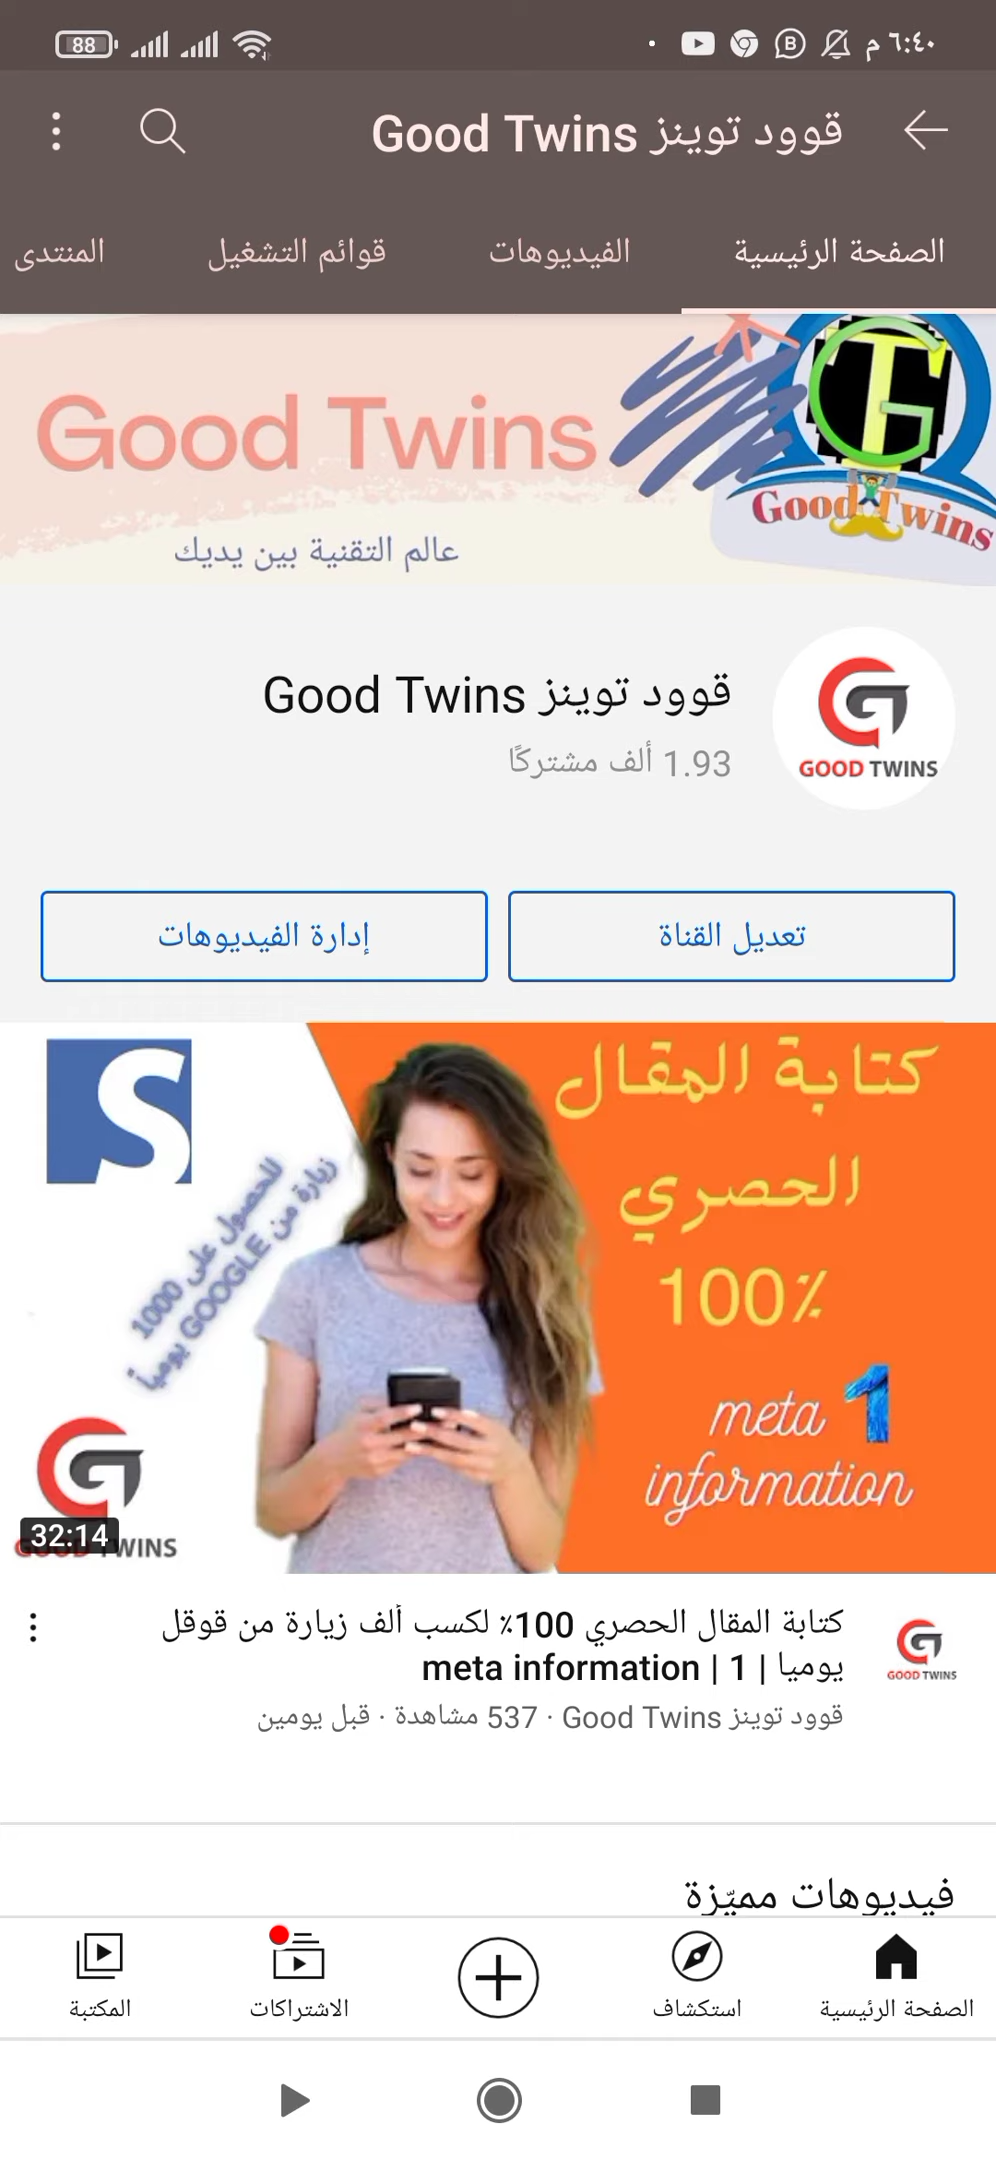 88
٦:٤٠ م
قوود توينز Good Twins
الصفحة الرئيسية
الفيديوهات
قوائم التشغيل
المنتدى
Good Twins
عالم التقنية بين يديك
TG
Good Twins
قوود توينز Good Twins
1.93 ألف مشتركًا
GOOD TWINS
تعديل القناة
إدارة الفيديوهات
كتابة المقال
الحصري
100٪
meta 1
information
S
للحصول على 1000
زيارة من GOOGLE يومياً
32:14
GOOD TWINS
كتابة المقال الحصري 100٪ لكسب ألف زيارة من قوقل
يوميا | 1 | meta information
قوود توينز Good Twins · 537 مشاهدة · قبل يومين
GOOD TWINS
فيديوهات مميّزة
الصفحة الرئيسية
استكشاف
الاشتراكات
المكتبة